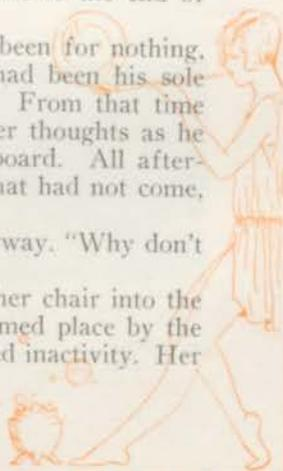 been for nothing,
had been his sole
From that time
er thoughts as he
board. All after-
hat had not come,
way. "Why don't
her chair into the
med place by the
d inactivity. Her